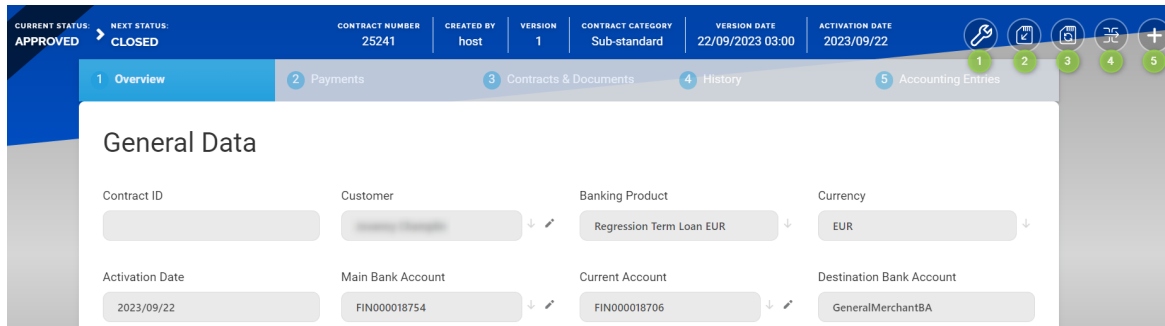 CURRENT STATUS: NEXT STATUS: CONTRACT NUMBER CREATED BY VERSION CONTRACT CATEGORY VERSION DATE ACTIVATION DATE
APPROVED CLOSED 25241 host 1 Sub-standard 22/09/2023 03:00 2023/09/22
1 2 3 4 5
1 Overview 2 Payments 3 Contracts & Documents 4 History 5 Accounting Entries
General Data
Contract ID Customer Banking Product Currency
Regression Term Loan EUR EUR
Activation Date Main Bank Account Current Account Destination Bank Account
2023/09/22 FIN000018754 FIN000018706 GeneralMerchantBA